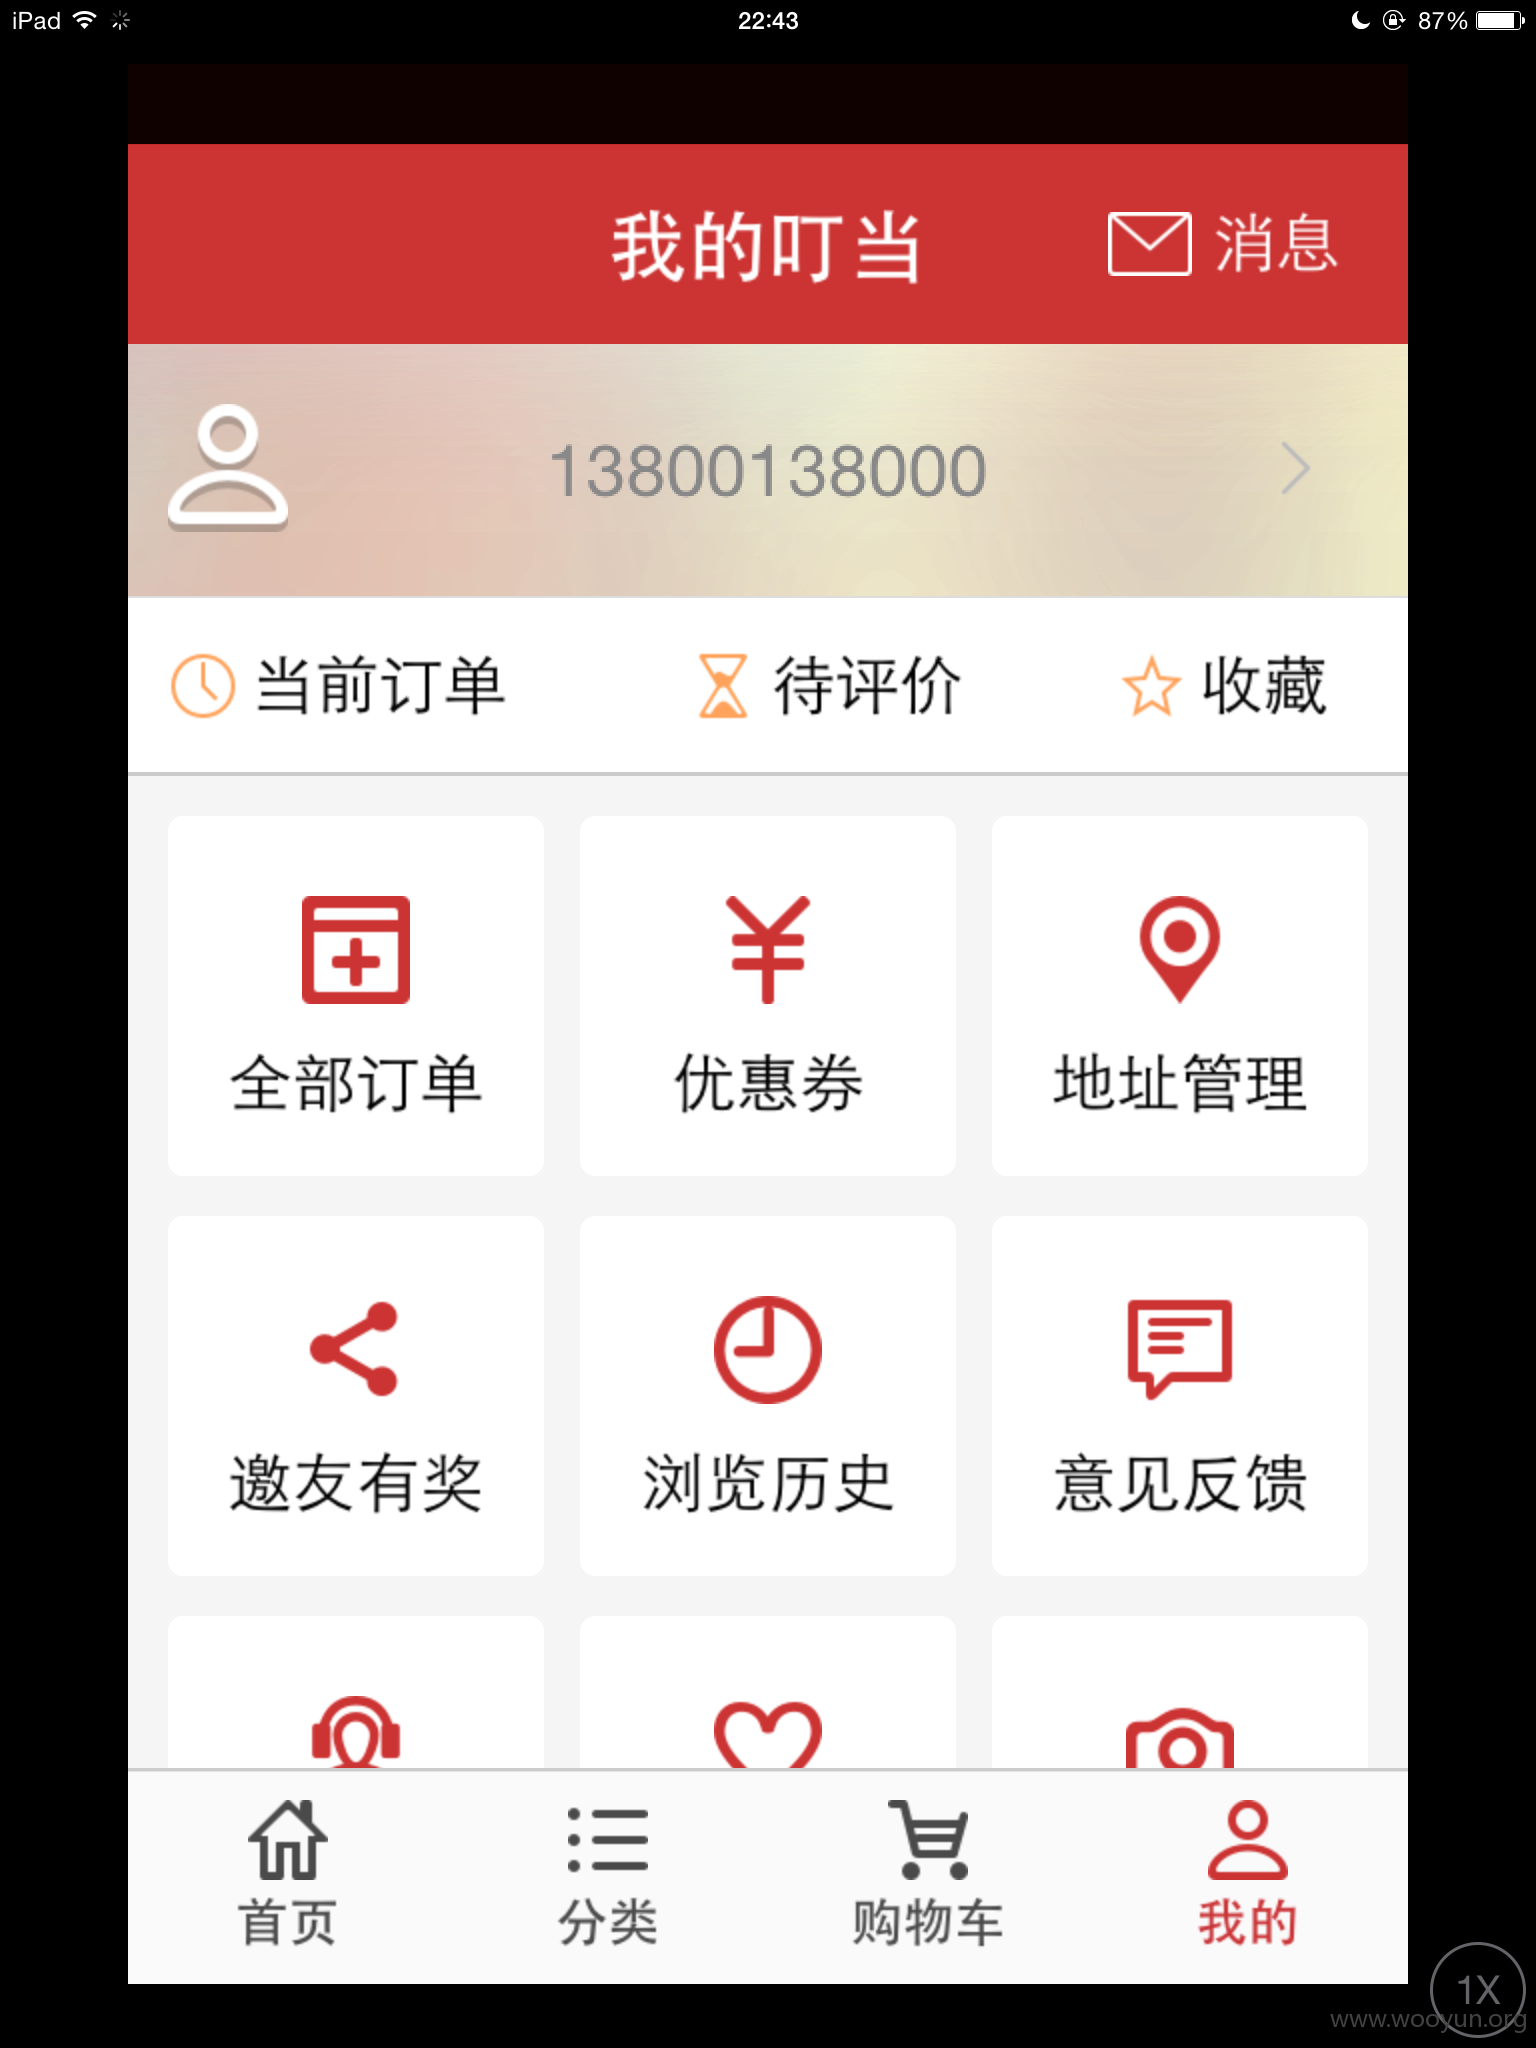 iPad 22:43 87%
我的叮当 消息
13800138000
当前订单 待评价 收藏
全部订单 优惠券 地址管理
邀友有奖 浏览历史 意见反馈
首页 分类 购物车 我的
1X
www.wooyun.org